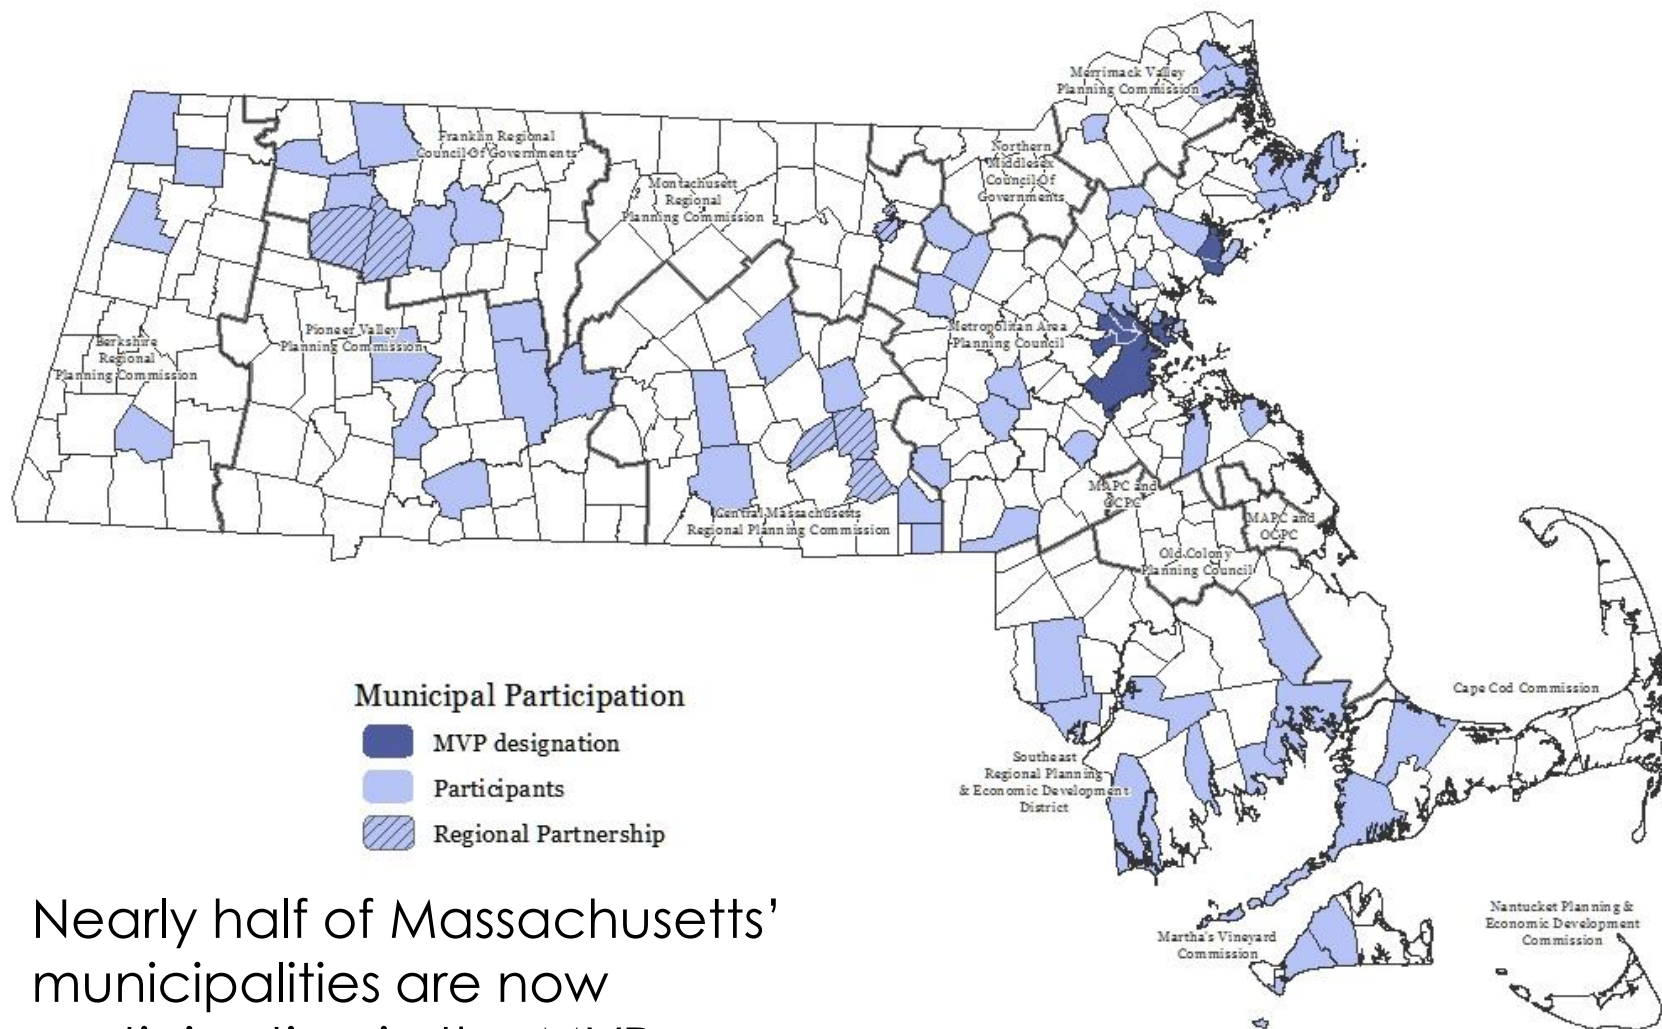 Merrimack Valley
Planning Commission
Franklin Regional
Council Of Governments
Northern
Middlesex
Council Of
Governments
Montachusett
Regional
Planning Commission
Metropolitan Area
Planning Council
Pioneer Valley
Planning Commission
Berkshire
Regional
Planning Commission
MAPC and
OCPC
Central Massachusetts
Regional Planning Commission
MAPC and
OCPC
Old Colony
Planning Council
Cape Cod Commission
Municipal Participation
MVP designation
Participants
Regional Partnership
Southeast
Regional Planning
& Economic Development
District
Martha's Vineyard
Commission
Nantucket Planning &
Economic Development
Commission
Nearly half of Massachusetts’
municipalities are now